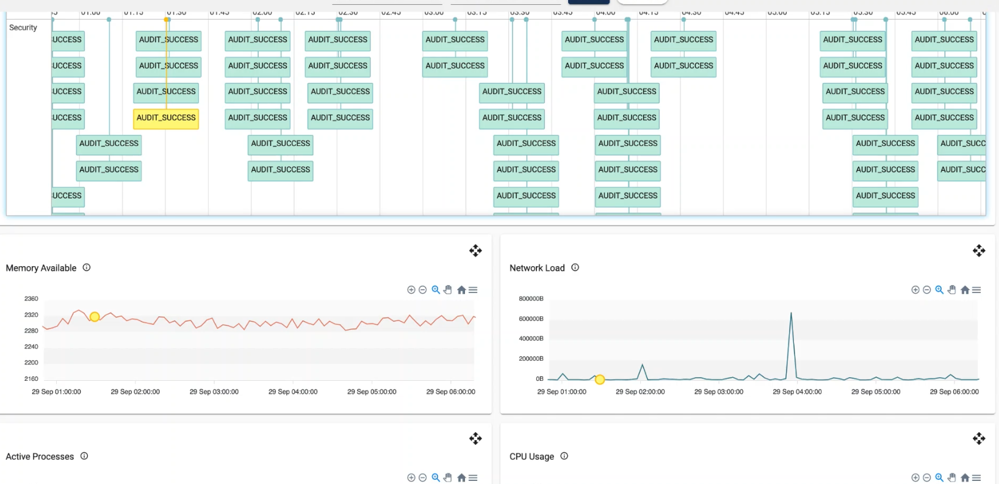 01:00 01:15 01:30 01:45 02:00 02:15 02:30 02:45 03:00 03:15 03:30 03:45 04:00 04:15 04:30 04:45 05:00 05:15 05:30 05:45 06:00
Security
UCCESS AUDIT_SUCCESS AUDIT_SUCCESS AUDIT_SUCCESS AUDIT_SUCCESS AUDIT_SUCCESS AUDIT_SUCCESS AUDIT_SUCCESS AUDIT_SUCCESS
UCCESS AUDIT_SUCCESS AUDIT_SUCCESS AUDIT_SUCCESS AUDIT_SUCCESS AUDIT_SUCCESS AUDIT_SUCCESS AUDIT_SUCCESS AUDIT_SUCCESS
UCCESS AUDIT_SUCCESS AUDIT_SUCCESS AUDIT_SUCCESS AUDIT_SUCCESS AUDIT_SUCCESS AUDIT_SUCCESS AUDIT_SUCCESS
UCCESS AUDIT_SUCCESS AUDIT_SUCCESS AUDIT_SUCCESS AUDIT_SUCCESS AUDIT_SUCCESS AUDIT_SUCCESS AUDIT_SUCCESS
AUDIT_SUCCESS AUDIT_SUCCESS AUDIT_SUCCESS AUDIT_SUCCESS AUDIT_SUCCESS AUDIT_SUCC
AUDIT_SUCCESS AUDIT_SUCCESS AUDIT_SUCCESS AUDIT_SUCCESS AUDIT_SUCCESS AUDIT_SUCC
UCCESS AUDIT_SUCCESS AUDIT_SUCCESS AUDIT_SUCCESS
Memory Available
2360
2320
2280
2240
2200
2160
29 Sep 01:00:00 29 Sep 02:00:00 29 Sep 03:00:00 29 Sep 04:00:00 29 Sep 05:00:00 29 Sep 06:00:00
Network Load
800000B
600000B
400000B
200000B
0B
29 Sep 01:00:00 29 Sep 02:00:00 29 Sep 03:00:00 29 Sep 04:00:00 29 Sep 05:00:00 29 Sep 06:00:00
Active Processes
CPU Usage